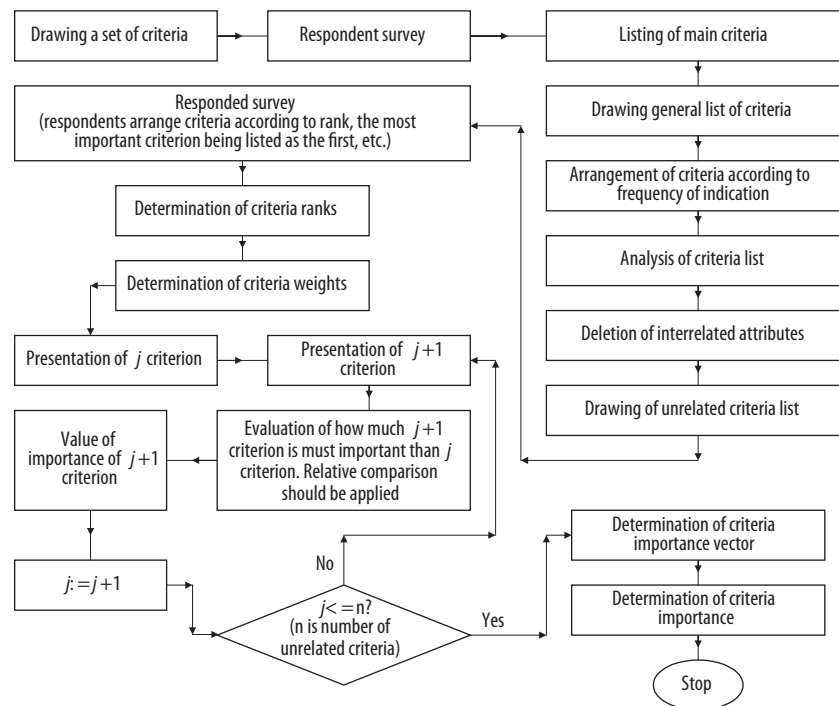 Drawing a set of criteria
Respondent survey
Listing of main criteria
Drawing general list of criteria
Arrangement of criteria according to
frequency of indication
Analysis of criteria list
Deletion of interrelated attributes
Drawing of unrelated criteria list
Responded survey
(respondents arrange criteria according to rank, the most
important criterion being listed as the first, etc.)
Determination of criteria ranks
Determination of criteria weights
Presentation of j criterion
Presentation of j+1
criterion
Evaluation of how much j+1
criterion is must important than j
criterion. Relative comparison
should be applied
Value of
importance of j+1
criterion
j:=j+1
j<=n?
(n is number of
unrelated criteria)
No
Yes
Determination of criteria
importance vector
Determination of criteria
importance
Stop